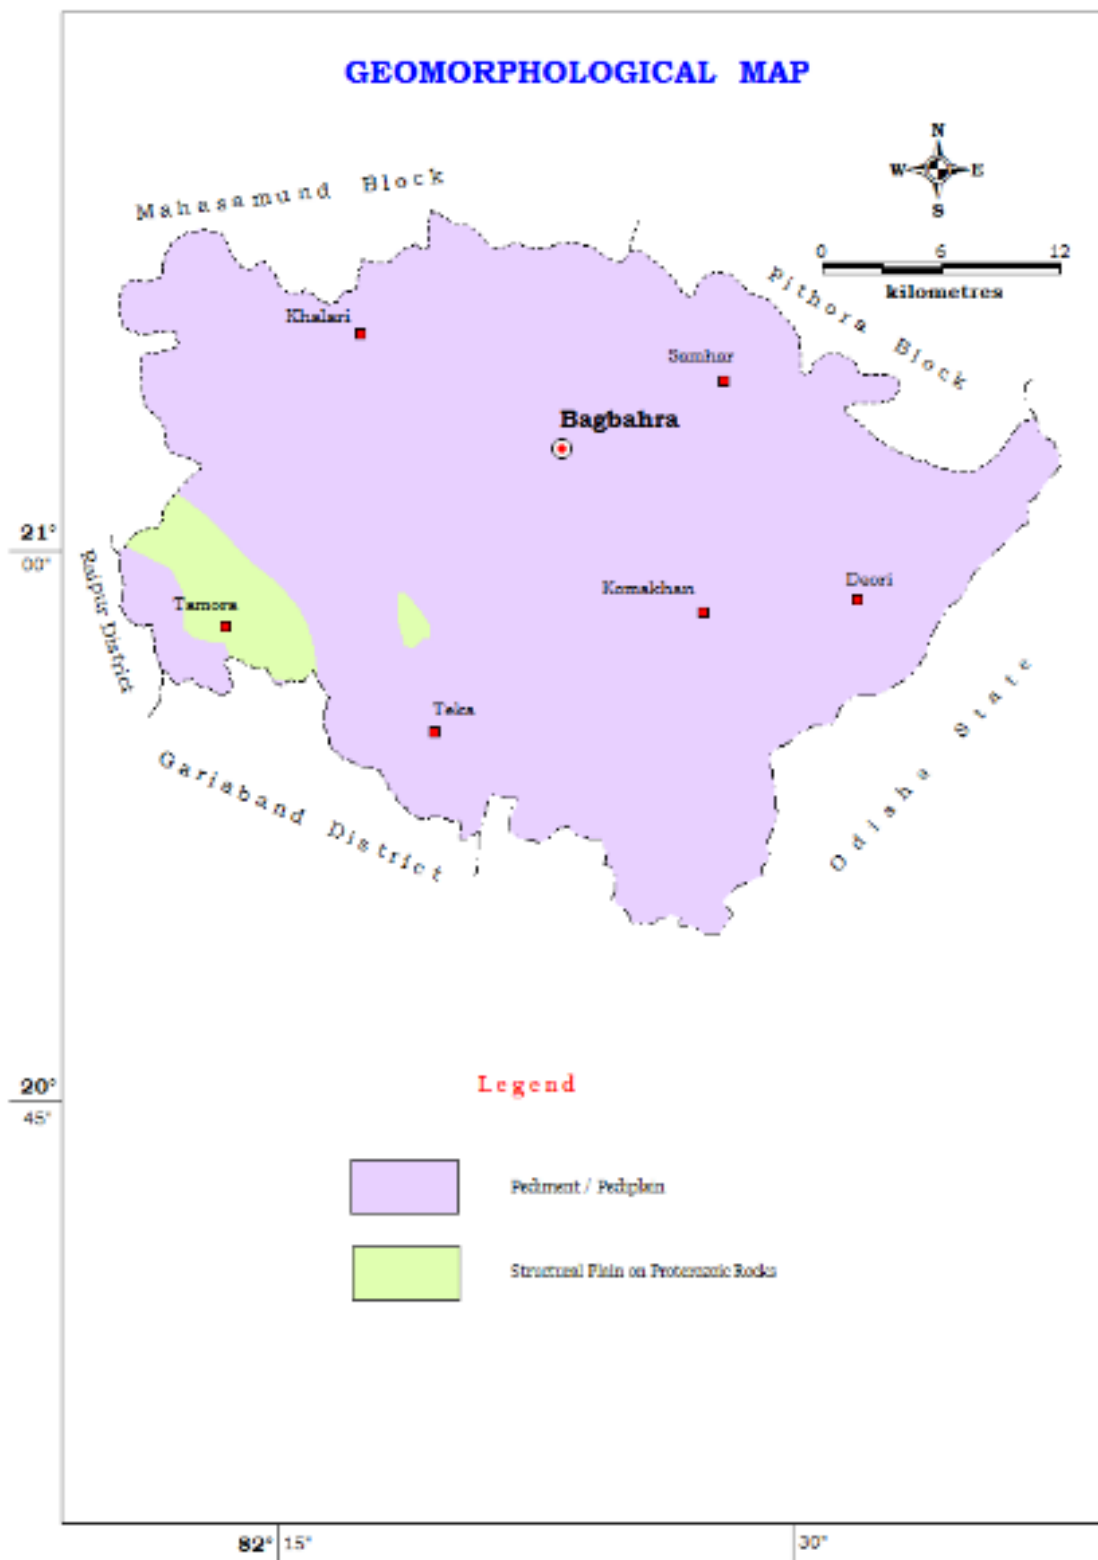 GEOMORPHOLOGICAL MAP
N
W E
S
Mahasamund Block
0 6 12
kilometres
Pithora Block
Khalari
Samhar
Bagbahra
21°
00"
Raipur District
Tamora
Komakhan
Deori
Teka
Gariaband District
Odisha State
20°
45"
Legend
Pediment / Pediplain
Structural Plain on Proterozoic Rocks
82° 15" 30"